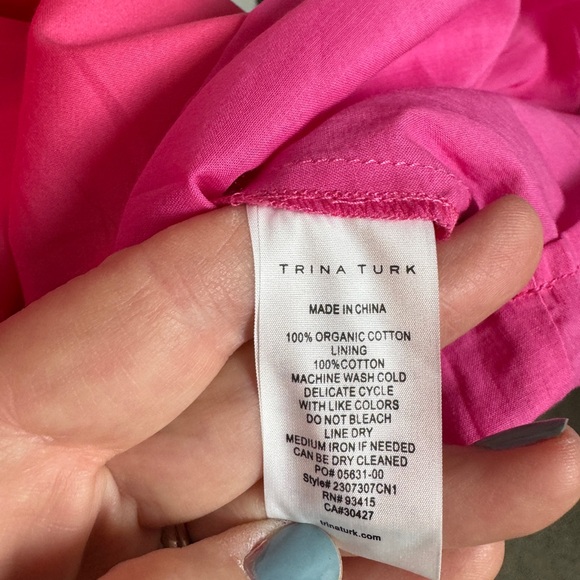 TRINA TURK
MADE IN CHINA
100% ORGANIC COTTON
LINING
100%COTTON
MACHINE WASH COLD
DELICATE CYCLE
WITH LIKE COLORS
DO NOT BLEACH
LINE DRY
MEDIUM IRON IF NEEDED
CAN BE DRY CLEANED
PO# 05631-00
Style# 2307307CN1
RN# 93415
CA#30427
trinaturk.com